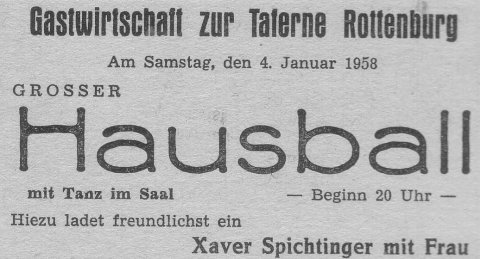 Gastwirtschaft zur Taferne Rottenburg
Am Samstag, den 4. Januar 1958
GROSSER
Hausball
mit Tanz im Saal — Beginn 20 Uhr —
Hiezu ladet freundlichst ein
Xaver Spichtinger mit Frau